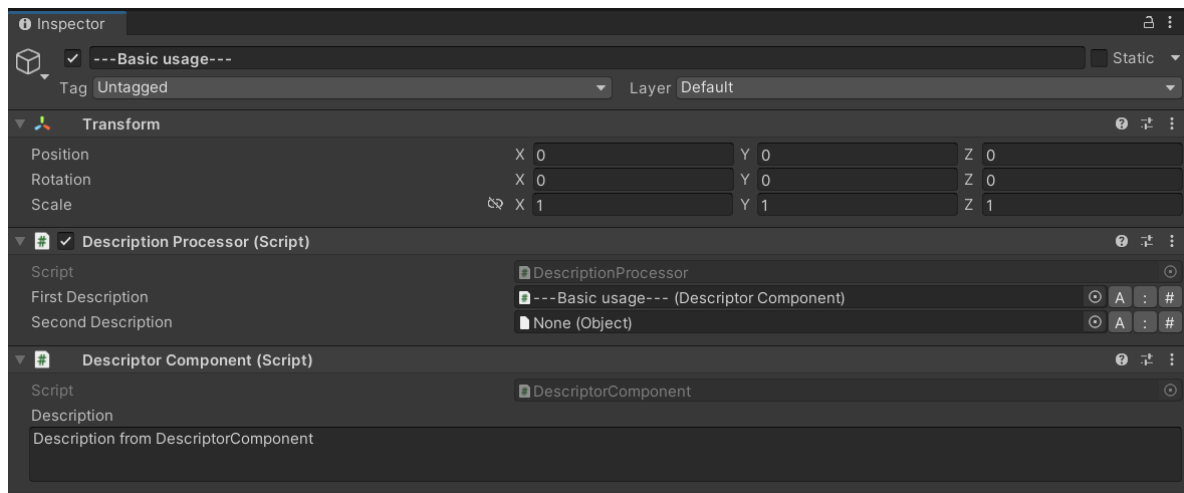 Inspector
---Basic usage--- Static
Tag Untagged Layer Default
Transform
Position X 0 Y 0 Z 0
Rotation X 0 Y 0 Z 0
Scale X 1 Y 1 Z 1
# Description Processor (Script)
Script # DescriptionProcessor
First Description # ---Basic usage--- (Descriptor Component) A : #
Second Description None (Object) A : #
# Descriptor Component (Script)
Script # DescriptorComponent
Description
Description from DescriptorComponent